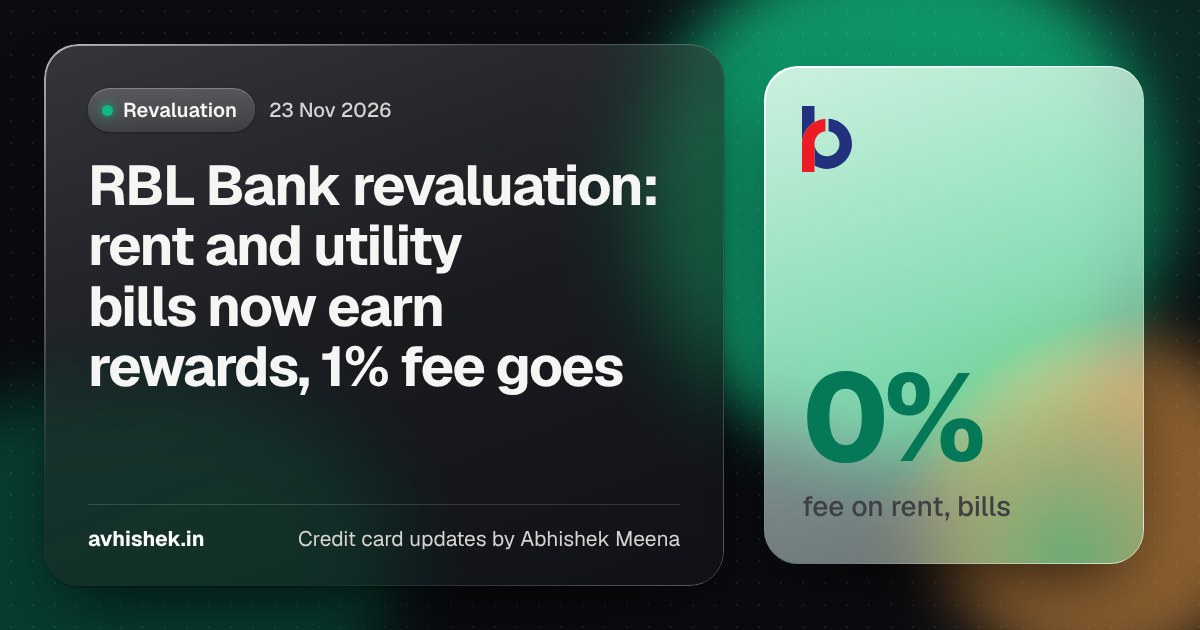 Revaluation 23 Nov 2026
RBL Bank revaluation:
rent and utility
bills now earn
rewards, 1% fee goes
avhishek.in Credit card updates by Abhishek Meena
0%
fee on rent, bills